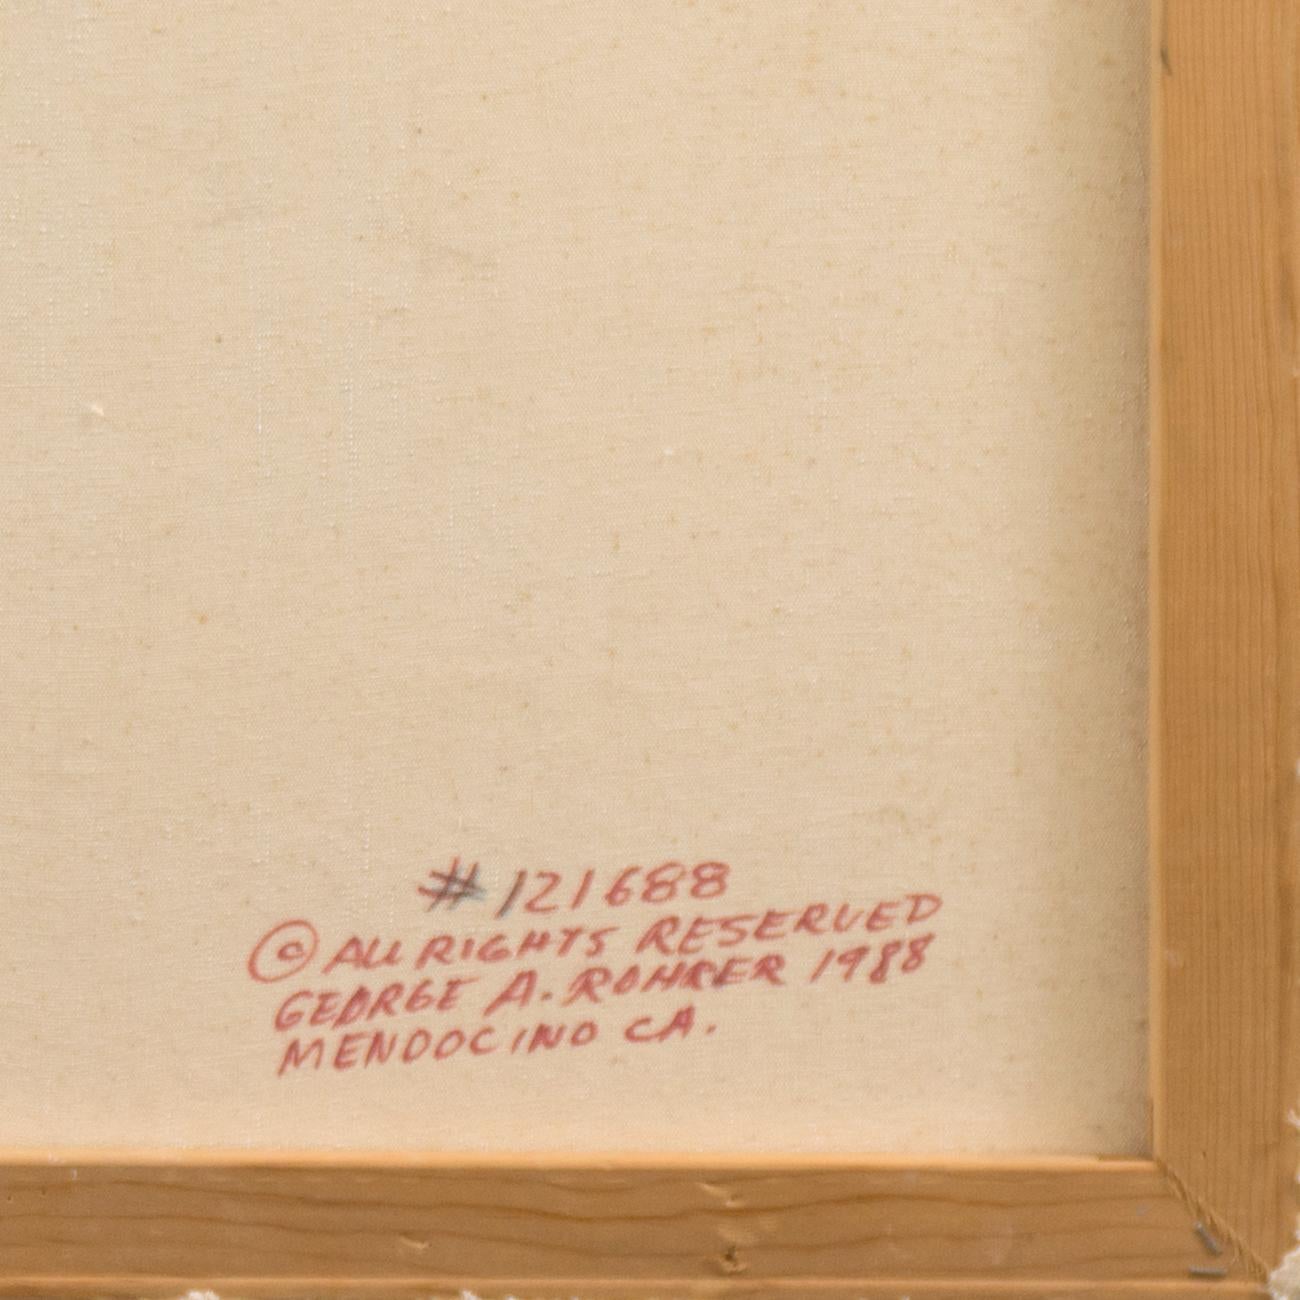 # 121688
© ALL RIGHTS RESERVED
GEORGE A. ROHRER 1988
MENDOCINO CA.